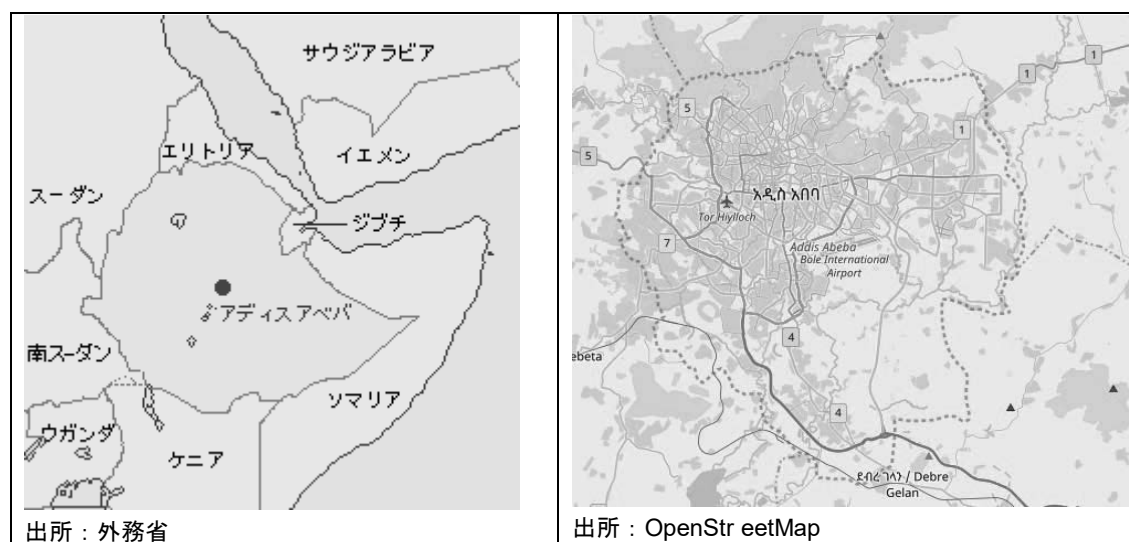 サウジアラビア
エリトリア
イエメン
スーダン
ジブチ
アディスアベバ
南スーダン
ソマリア
ウガンダ
ケニア
出所：外務省
1
1
5
1
5
አዲስ አበባ
Tor Hiylloch
7
Addis Abeba
Bole International
Airport
4
ebeta
4
ደብረ ገላን / Debre
Gelan
出所：OpenStr eetMap